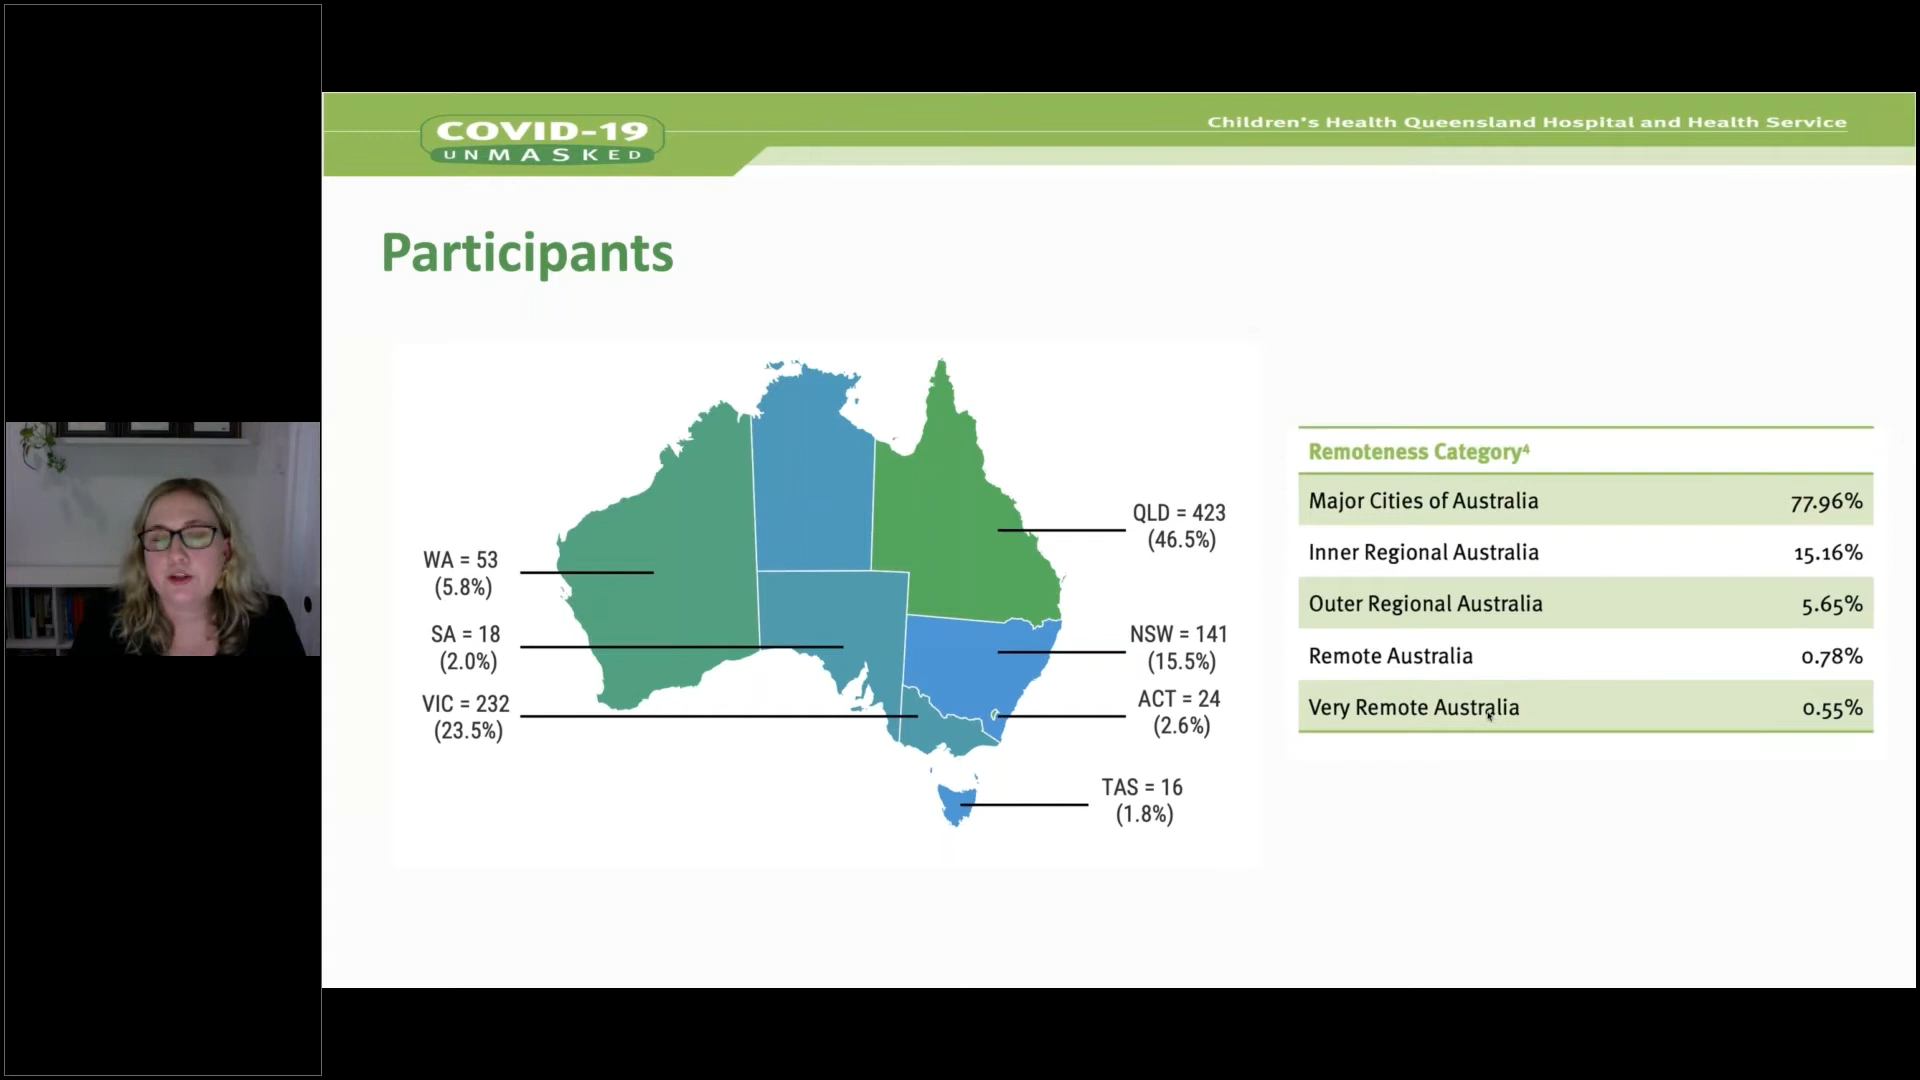 COVID-19
UNMASKED
Children's Health Queensland Hospital and Health Service
Participants
WA = 53
(5.8%)
SA = 18
(2.0%)
VIC = 232
(23.5%)
QLD = 423
(46.5%)
NSW = 141
(15.5%)
ACT = 24
(2.6%)
TAS = 16
(1.8%)
Remoteness Category⁴
Major Cities of Australia 77.96%
Inner Regional Australia 15.16%
Outer Regional Australia 5.65%
Remote Australia 0.78%
Very Remote Australia 0.55%